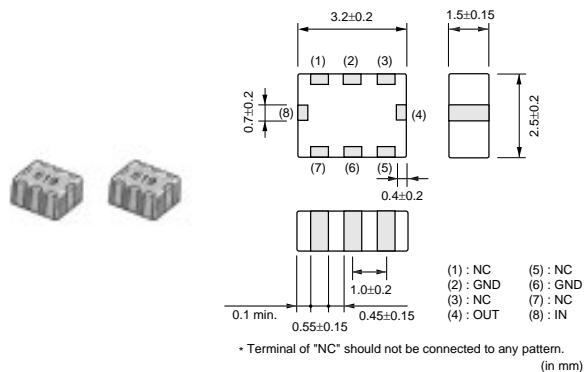 3.2±0.2
1.5±0.15
(1) (2) (3)
0.7±0.2
(8)
(4)
2.5±0.2
(7) (6) (5)
0.4±0.2
1.0±0.2
0.1 min.
0.45±0.15
0.55±0.15
(1) : NC (5) : NC
(2) : GND (6) : GND
(3) : NC (7) : NC
(4) : OUT (8) : IN
* Terminal of "NC" should not be connected to any pattern.
(in mm)